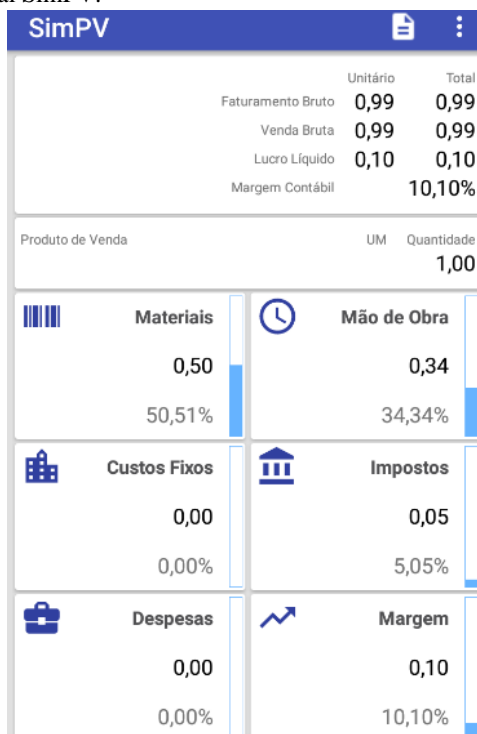 SimPV
Unitário Total
Faturamento Bruto 0,99 0,99
Venda Bruta 0,99 0,99
Lucro Líquido 0,10 0,10
Margem Contábil 10,10%
Produto de Venda UM Quantidade
1,00
Materiais
0,50
50,51%
Mão de Obra
0,34
34,34%
Custos Fixos
0,00
0,00%
Impostos
0,05
5,05%
Despesas
0,00
0,00%
Margem
0,10
10,10%